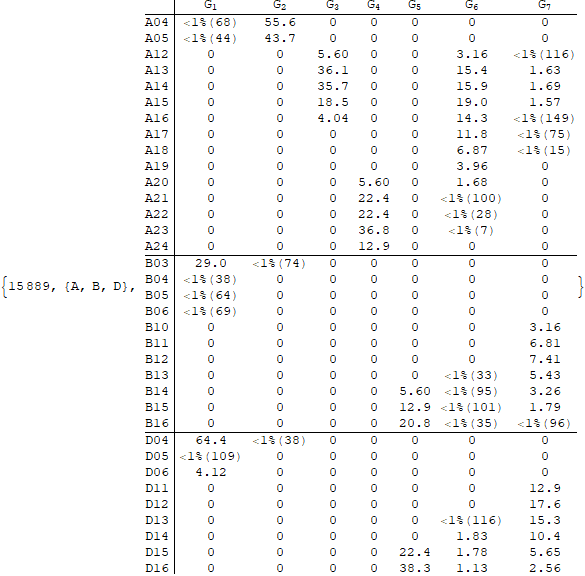 G₁ G₂ G₃ G₄ G₅ G₆ G₇
A04 <1%(68) 55.6 0 0 0 0 0
A05 <1%(44) 43.7 0 0 0 0 0
A12 0 0 5.60 0 0 3.16 <1%(116)
A13 0 0 36.1 0 0 15.4 1.63
A14 0 0 35.7 0 0 15.9 1.69
A15 0 0 18.5 0 0 19.0 1.57
A16 0 0 4.04 0 0 14.3 <1%(149)
A17 0 0 0 0 0 11.8 <1%(75)
A18 0 0 0 0 0 6.87 <1%(15)
A19 0 0 0 0 0 3.96 0
A20 0 0 0 5.60 0 1.68 0
A21 0 0 0 22.4 0 <1%(100) 0
A22 0 0 0 22.4 0 <1%(28) 0
A23 0 0 0 36.8 0 <1%(7) 0
A24 0 0 0 12.9 0 0 0
B03 29.0 <1%(74) 0 0 0 0 0
{15889, {A, B, D}, B04 <1%(38) 0 0 0 0 0 0 }
B05 <1%(64) 0 0 0 0 0 0
B06 <1%(69) 0 0 0 0 0 0
B10 0 0 0 0 0 0 3.16
B11 0 0 0 0 0 0 6.81
B12 0 0 0 0 0 0 7.41
B13 0 0 0 0 0 <1%(33) 5.43
B14 0 0 0 0 5.60 <1%(95) 3.26
B15 0 0 0 0 12.9 <1%(101) 1.79
B16 0 0 0 0 20.8 <1%(35) <1%(96)
D04 64.4 <1%(38) 0 0 0 0 0
D05 <1%(109) 0 0 0 0 0 0
D06 4.12 0 0 0 0 0 0
D11 0 0 0 0 0 0 12.9
D12 0 0 0 0 0 0 17.6
D13 0 0 0 0 0 <1%(116) 15.3
D14 0 0 0 0 0 1.83 10.4
D15 0 0 0 0 22.4 1.78 5.65
D16 0 0 0 0 38.3 1.13 2.56